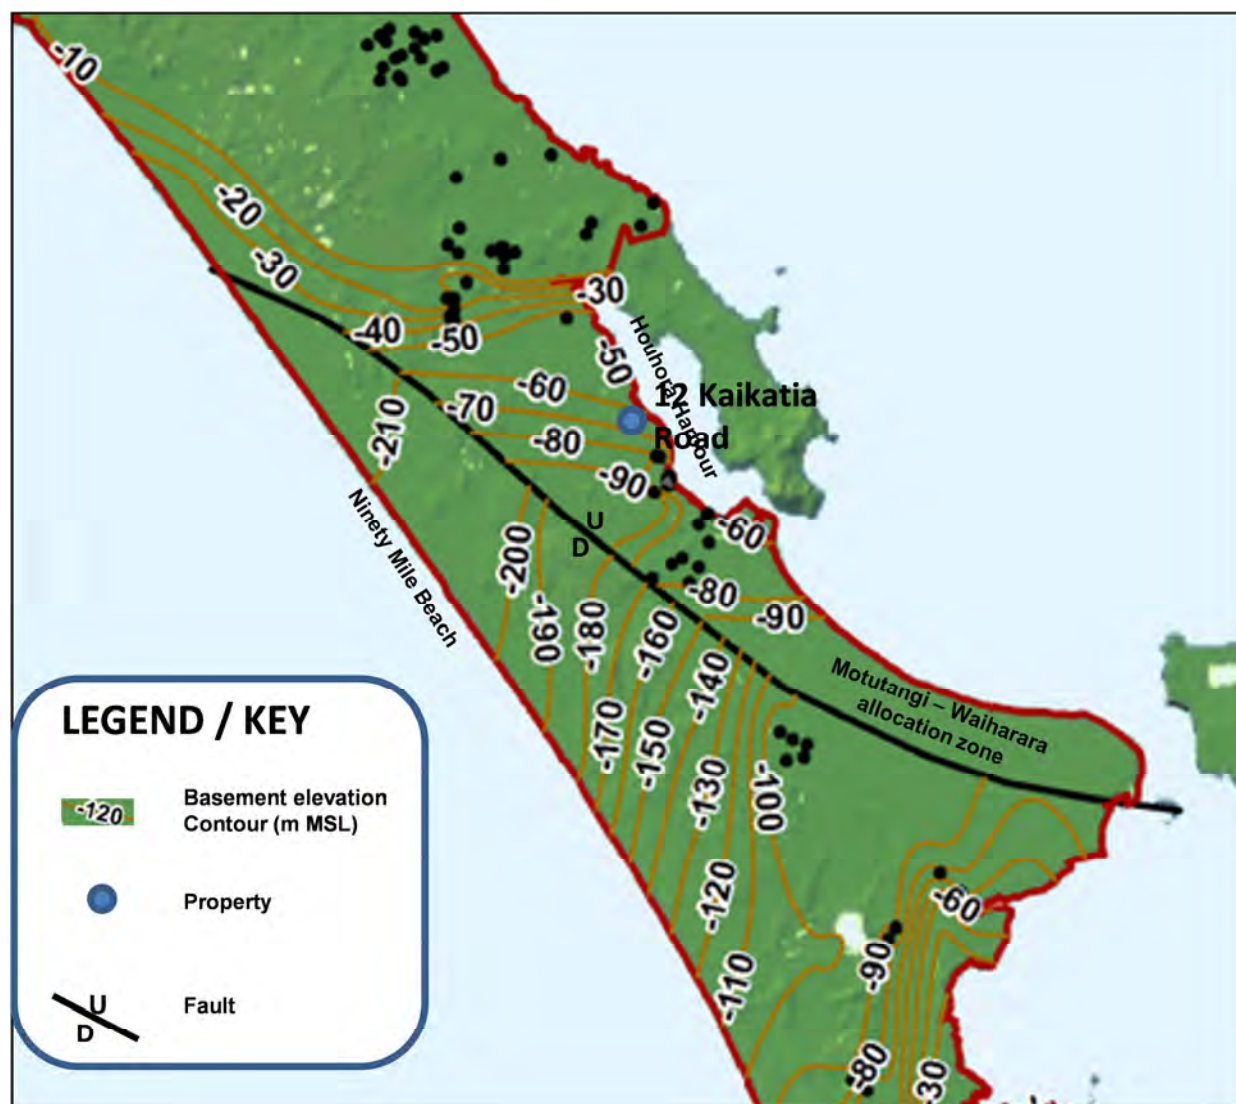 -10
-20
-30
-30
-40
-50
-50
Houhora Harbour
12 Kaikatia
Road
-60
-70
-80
-90
-210
Ninety Mile Beach
U
D
-60
-200
-190
-180
-80
-90
-160
-140
Motutangi – Waiharara
allocation zone
-170
-150
-130
-100
-120
-110
-60
-90
-80
-30
LEGEND / KEY
-120
Basement elevation
Contour (m MSL)
Property
U
D
Fault